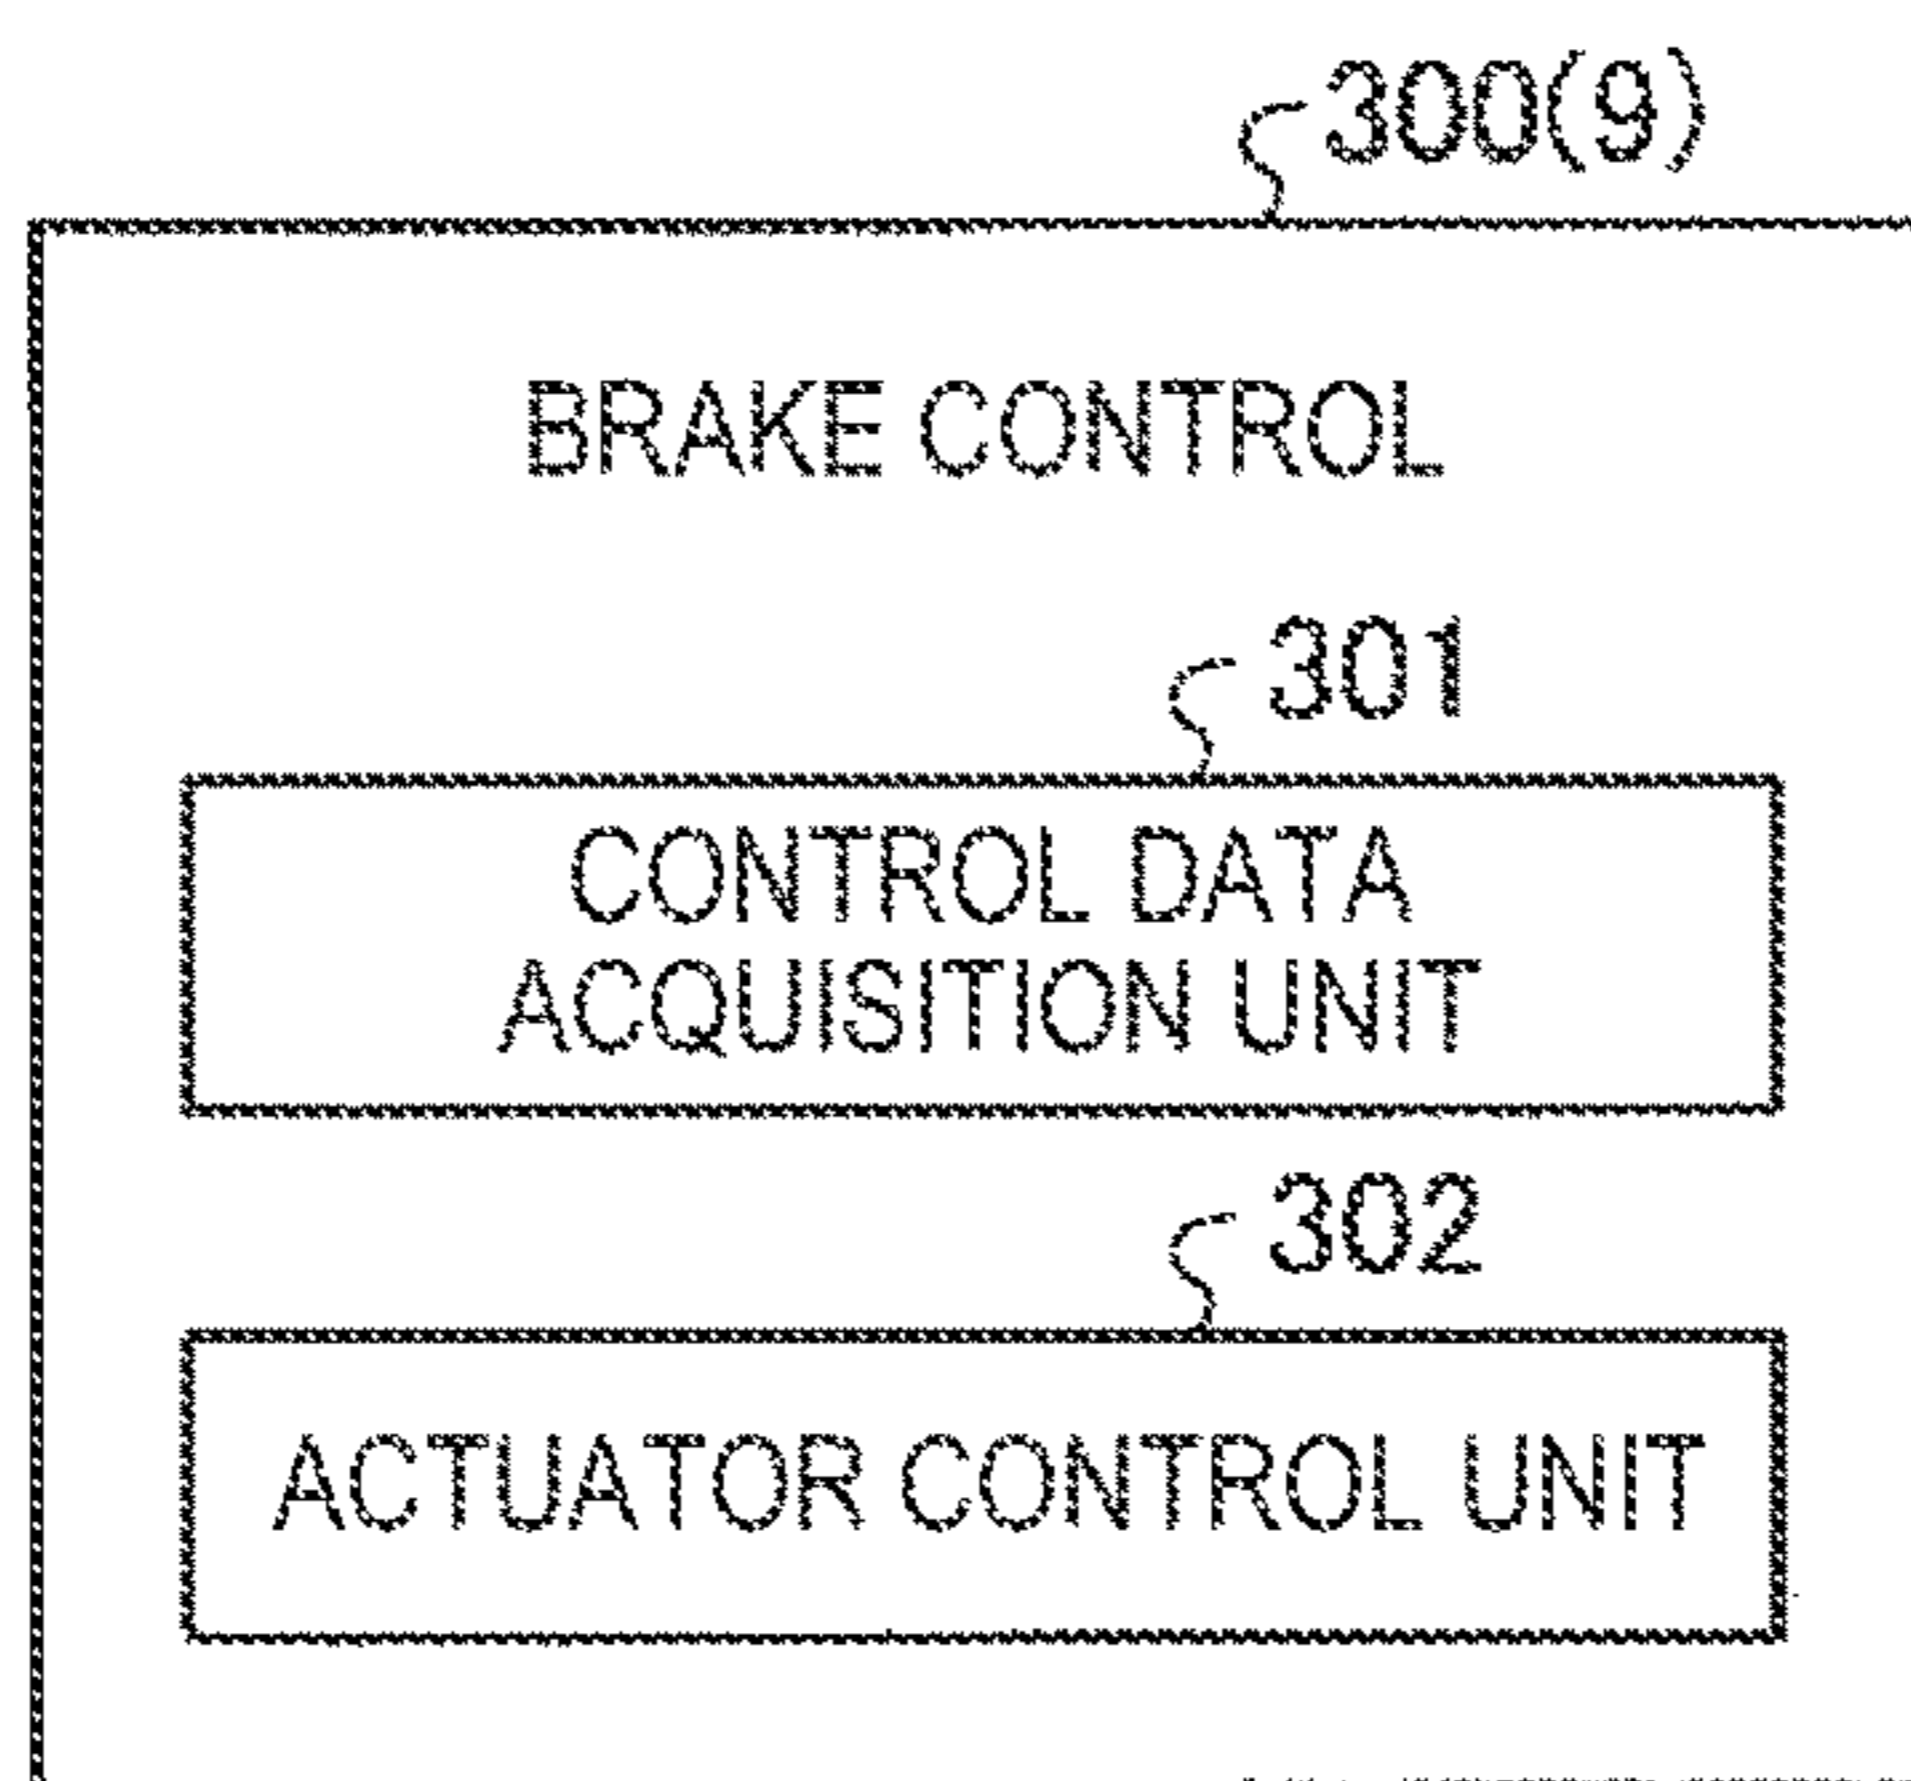 300(9)
BRAKE CONTROL
301
CONTROL DATA
ACQUISITION UNIT
302
ACTUATOR CONTROL UNIT